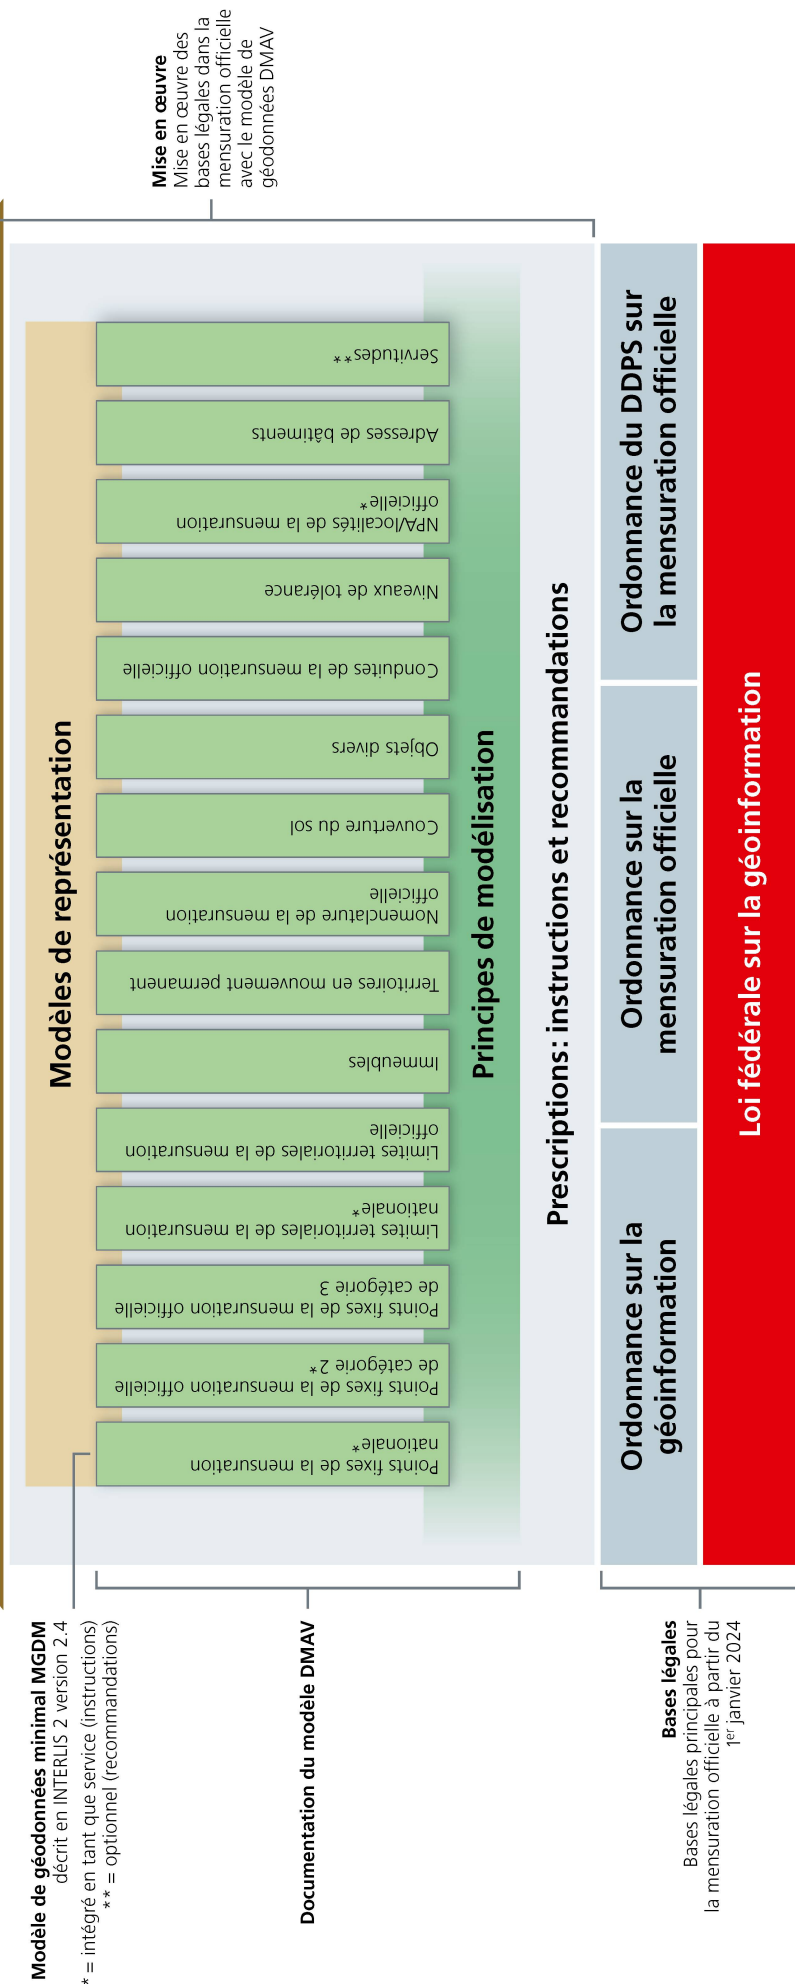 Modèle de géodonnées minimal MGDM
décrit en INTERLIS 2 version 2.4
* = intégré en tant que service (instructions)
** = optionnel (recommandations)
Modèles de représentation
Points fixes de la mensuration
nationale*
Points fixes de la mensuration officielle
de catégorie 2*
Points fixes de la mensuration officielle
de catégorie 3
Limites territoriales de la mensuration
nationale*
Limites territoriales de la mensuration
officielle
Immeubles
Territoires en mouvement permanent
Nomenclature de la mensuration
officielle
Couverture du sol
Objets divers
Conduites de la mensuration officielle
Niveaux de tolérance
NPA/localités de la mensuration
officielle*
Adresses de bâtiments
Servitudes**
Documentation du modèle DMAV
Principes de modélisation
Prescriptions: instructions et recommandations
Mise en œuvre
Mise en œuvre des
bases légales dans la
mensuration officielle
avec le modèle de
géodonnées DMAV
Bases légales
Bases légales principales pour
la mensuration officielle à partir du
1er janvier 2024
Ordonnance sur la
géoinformation
Ordonnance sur la
mensuration officielle
Ordonnance du DDPS sur
la mensuration officielle
Loi fédérale sur la géoinformation